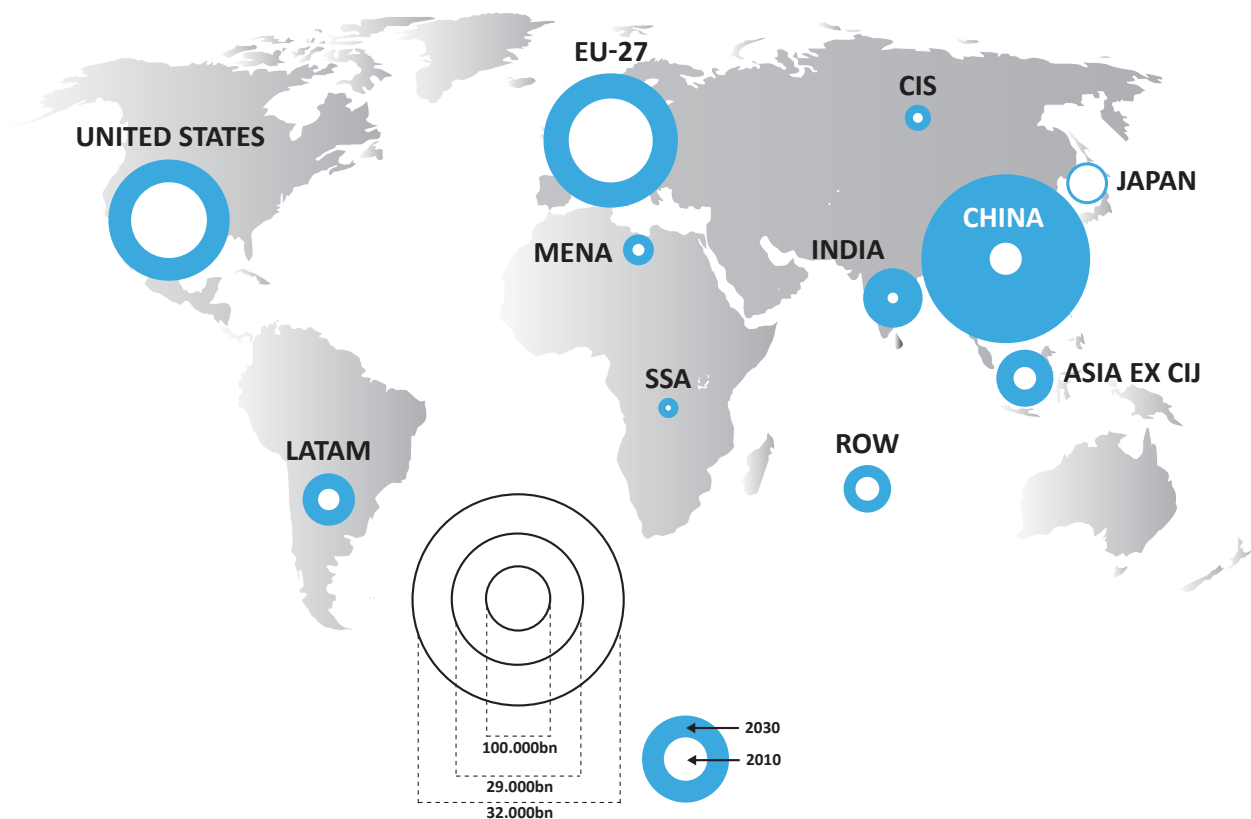 EU-27
CIS
UNITED STATES
JAPAN
CHINA
MENA
INDIA
SSA
ASIA EX CIJ
LATAM
ROW
2030
100.000bn
2010
29.000bn
32.000bn